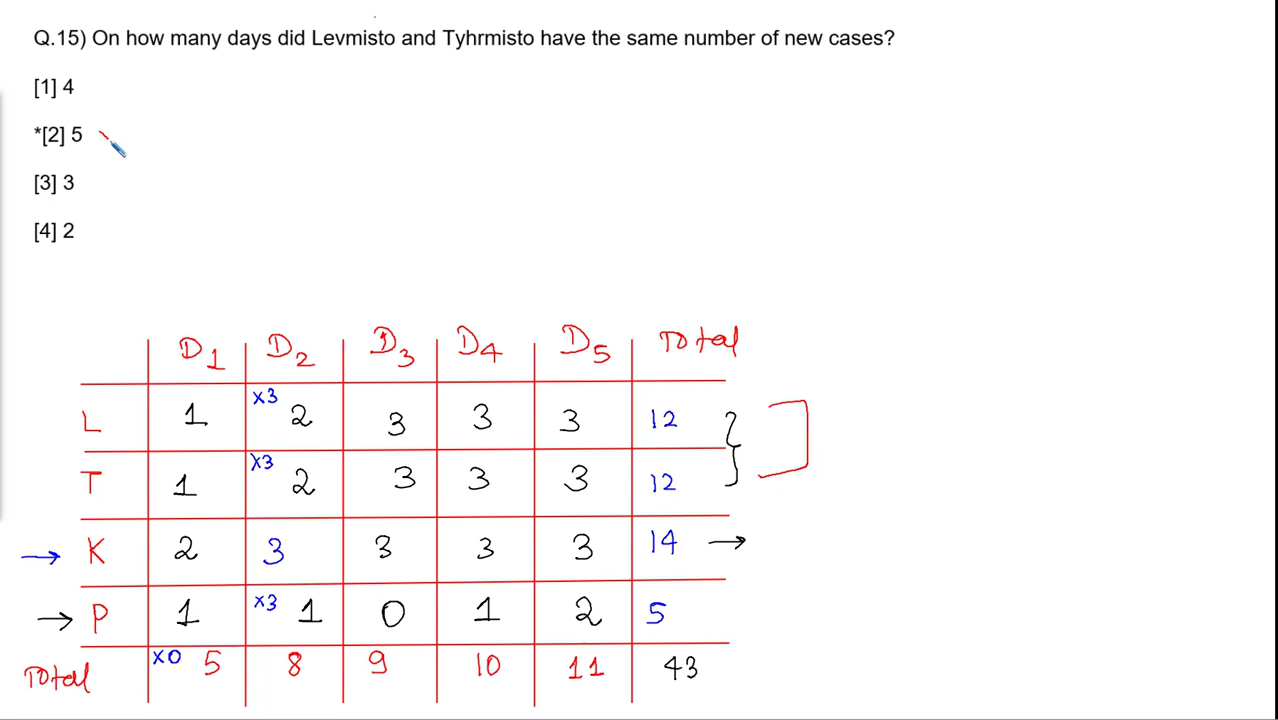 Q.15) On how many days did Levmisto and Tyhrmisto have the same number of new cases?
[1] 4
*[2] 5
[3] 3
[4] 2
D1 D2 D3 D4 D5 Total
L 1 x3 2 3 3 3 12
T 1 x3 2 3 3 3 12
K 2 3 3 3 3 14
P 1 x3 1 0 1 2 5
Total x0 5 8 9 10 11 43